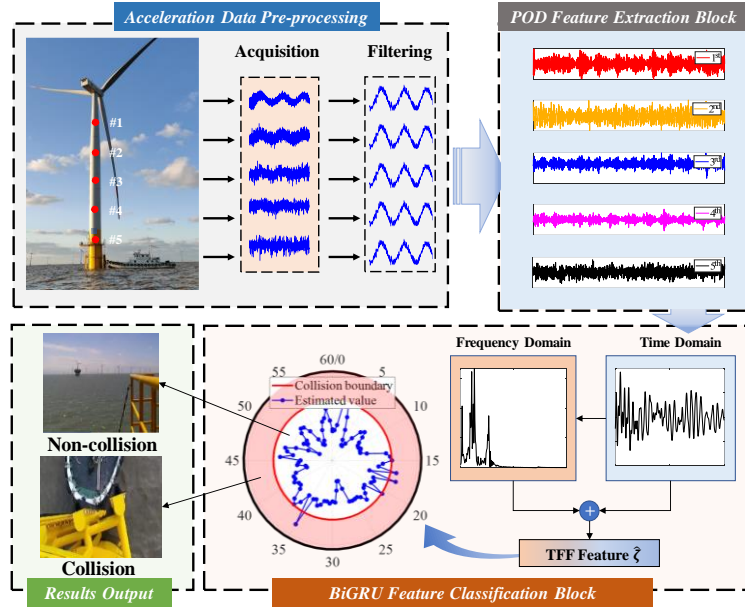 Acceleration Data Pre-processing
POD Feature Extraction Block
Acquisition
Filtering
#1
#2
#3
#4
#5
1st
2nd
3rd
4th
5th
Frequency Domain
Time Domain
60/0
5
10
15
20
25
30
35
40
45
50
55
Collision boundary
Estimated value
Non-collision
Collision
+
TFF Feature ζ̂
Results Output
BiGRU Feature Classification Block